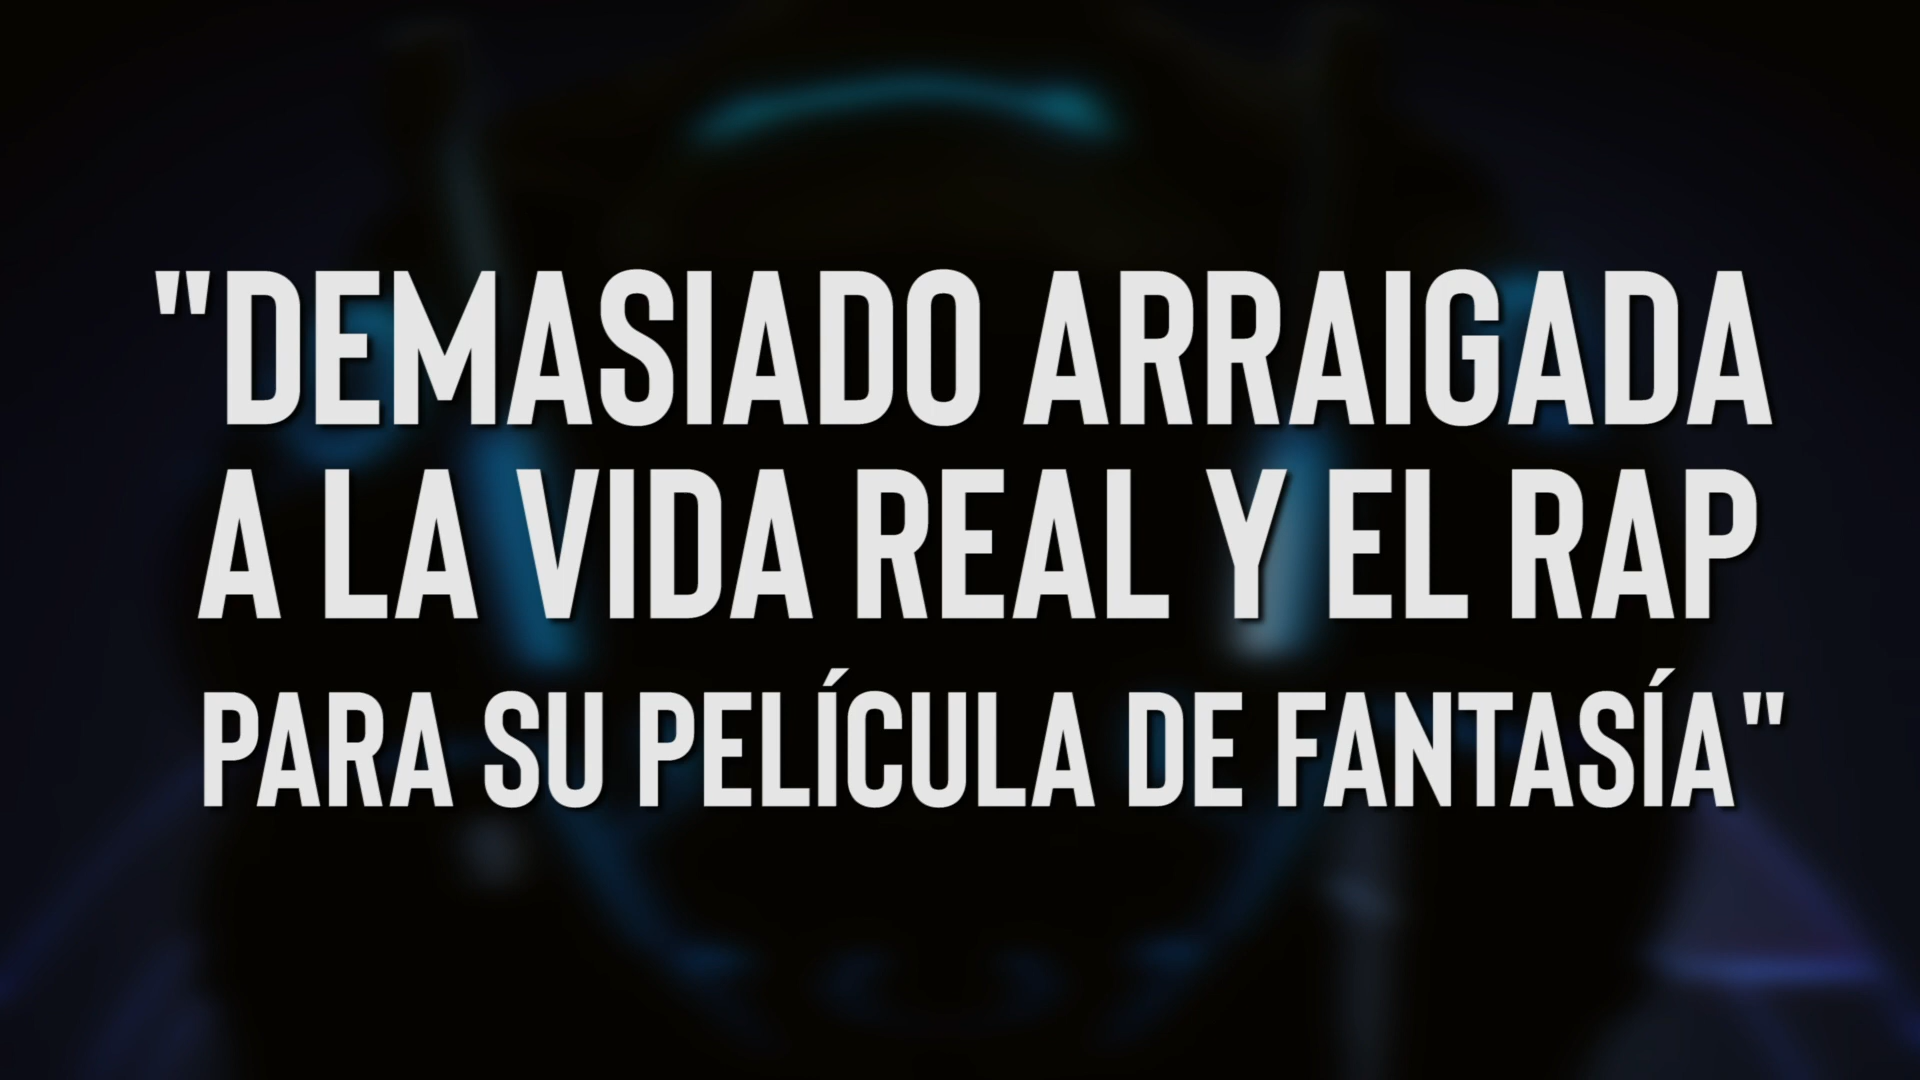 "DEMASIADO ARRAIGADA
A LA VIDA REAL Y EL RAP
PARA SU PELÍCULA DE FANTASÍA"